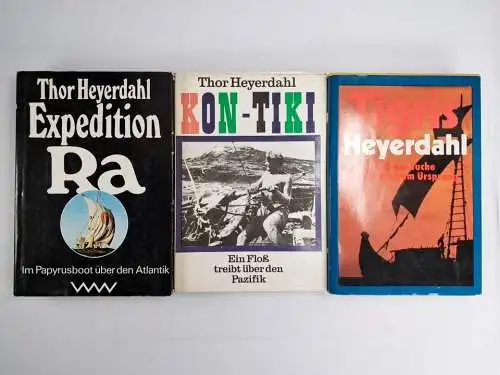 Thor Heyerdahl
Expedition
Ra
Im Papyrusboot über den Atlantik
VVW
Thor Heyerdahl
KON-TIKI
Ein Floß
treibt über den
Pazifik
Heyerdahl